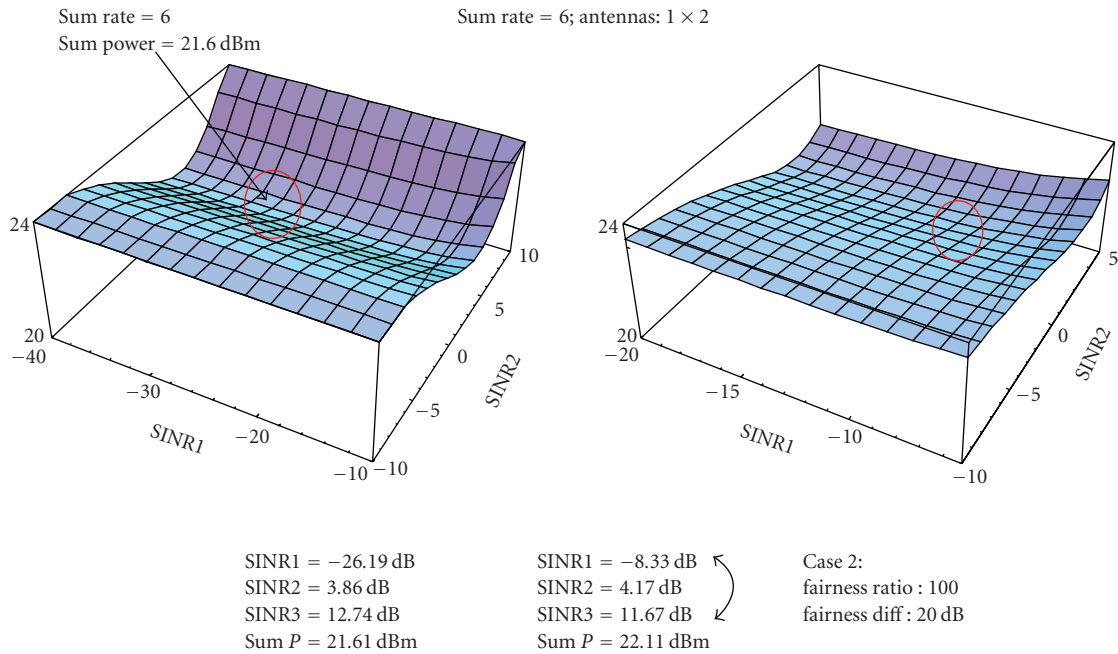 Sum rate = 6
Sum power = 21.6 dBm
Sum rate = 6; antennas: 1 × 2
24
20
−40
−30
−20
−10
SINR1
−10
−5
0
5
10
SINR2
24
20
−20
−15
−10
−10
SINR1
−5
0
5
SINR2
SINR1 = −26.19 dB
SINR2 = 3.86 dB
SINR3 = 12.74 dB
Sum P = 21.61 dBm
SINR1 = −8.33 dB
SINR2 = 4.17 dB
SINR3 = 11.67 dB
Sum P = 22.11 dBm
Case 2:
fairness ratio : 100
fairness diff : 20 dB